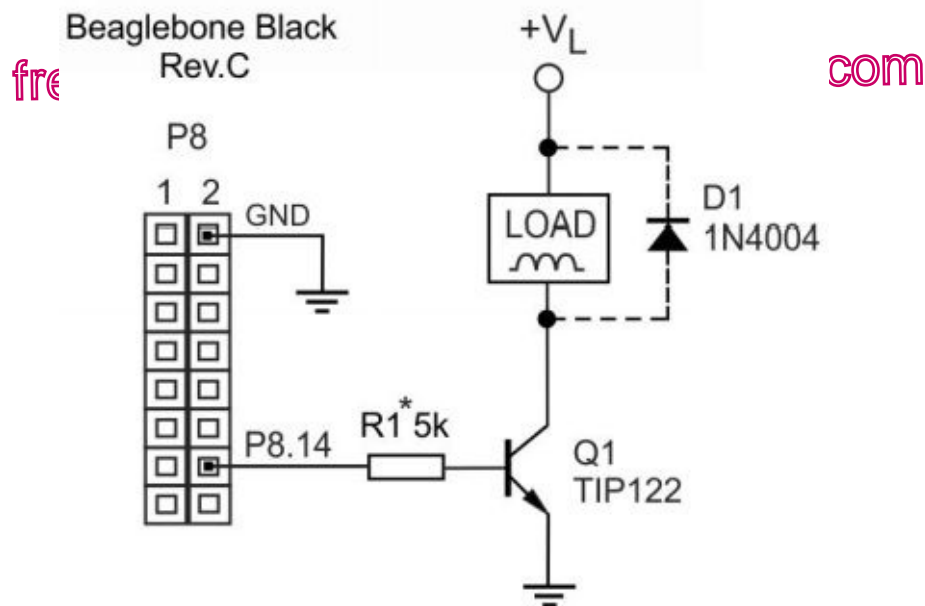 Beaglebone Black
Rev.C
fre
com
+VL
P8
1 2
GND
LOAD
D1
1N4004
P8.14
R1* 5k
Q1
TIP122